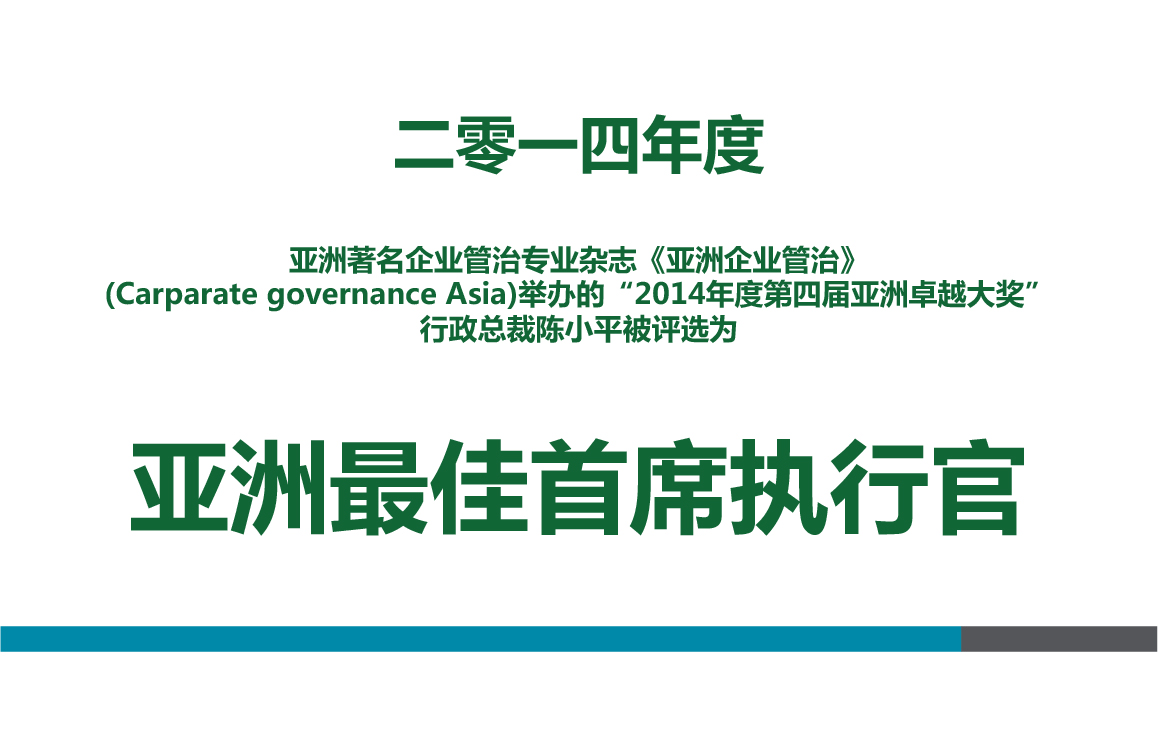 二零一四年度
亚洲著名企业管治专业杂志《亚洲企业管治》
(Carparate governance Asia)举办的“2014年度第四届亚洲卓越大奖”
行政总裁陈小平被评选为
亚洲最佳首席执行官